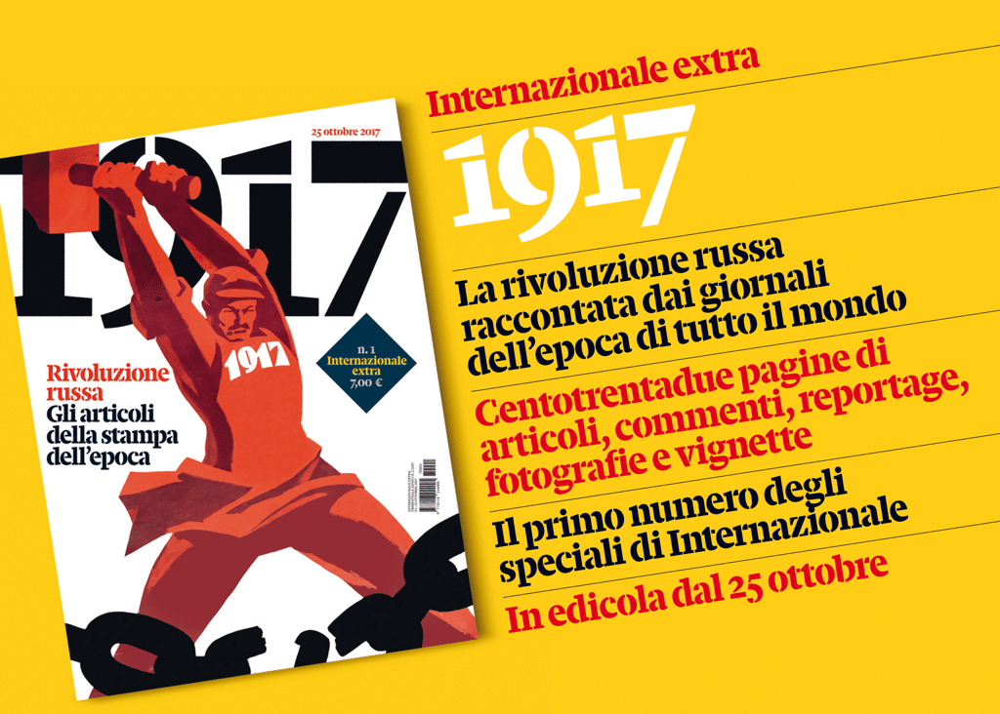 25 ottobre 2017
1917
1917
n. 1
Internazionale
extra
7,00 €
Rivoluzione
russa
Gli articoli
della stampa
dell'epoca
Internazionale extra
1917
La rivoluzione russa
raccontata dai giornali
dell'epoca di tutto il mondo
Centotrentadue pagine di
articoli, commenti, reportage,
fotografie e vignette
Il primo numero degli
speciali di Internazionale
In edicola dal 25 ottobre